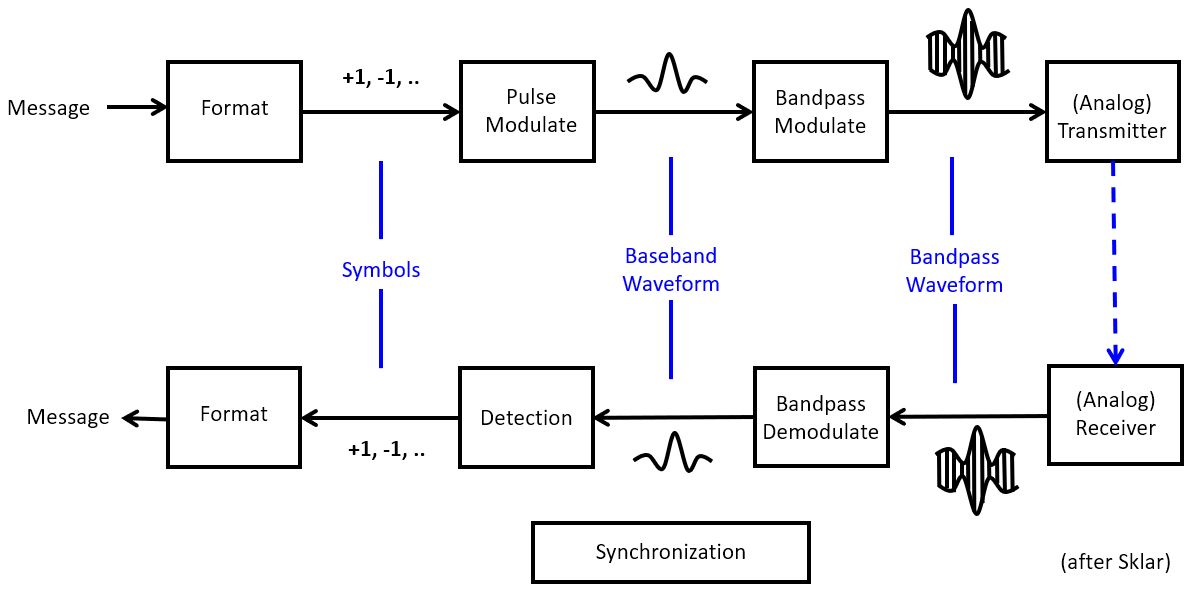 Message
Format
+1, -1, ..
Pulse
Modulate
Bandpass
Modulate
(Analog)
Transmitter
Symbols
Baseband
Waveform
Bandpass
Waveform
Message
Format
+1, -1, ..
Detection
Bandpass
Demodulate
(Analog)
Receiver
Synchronization
(after Sklar)